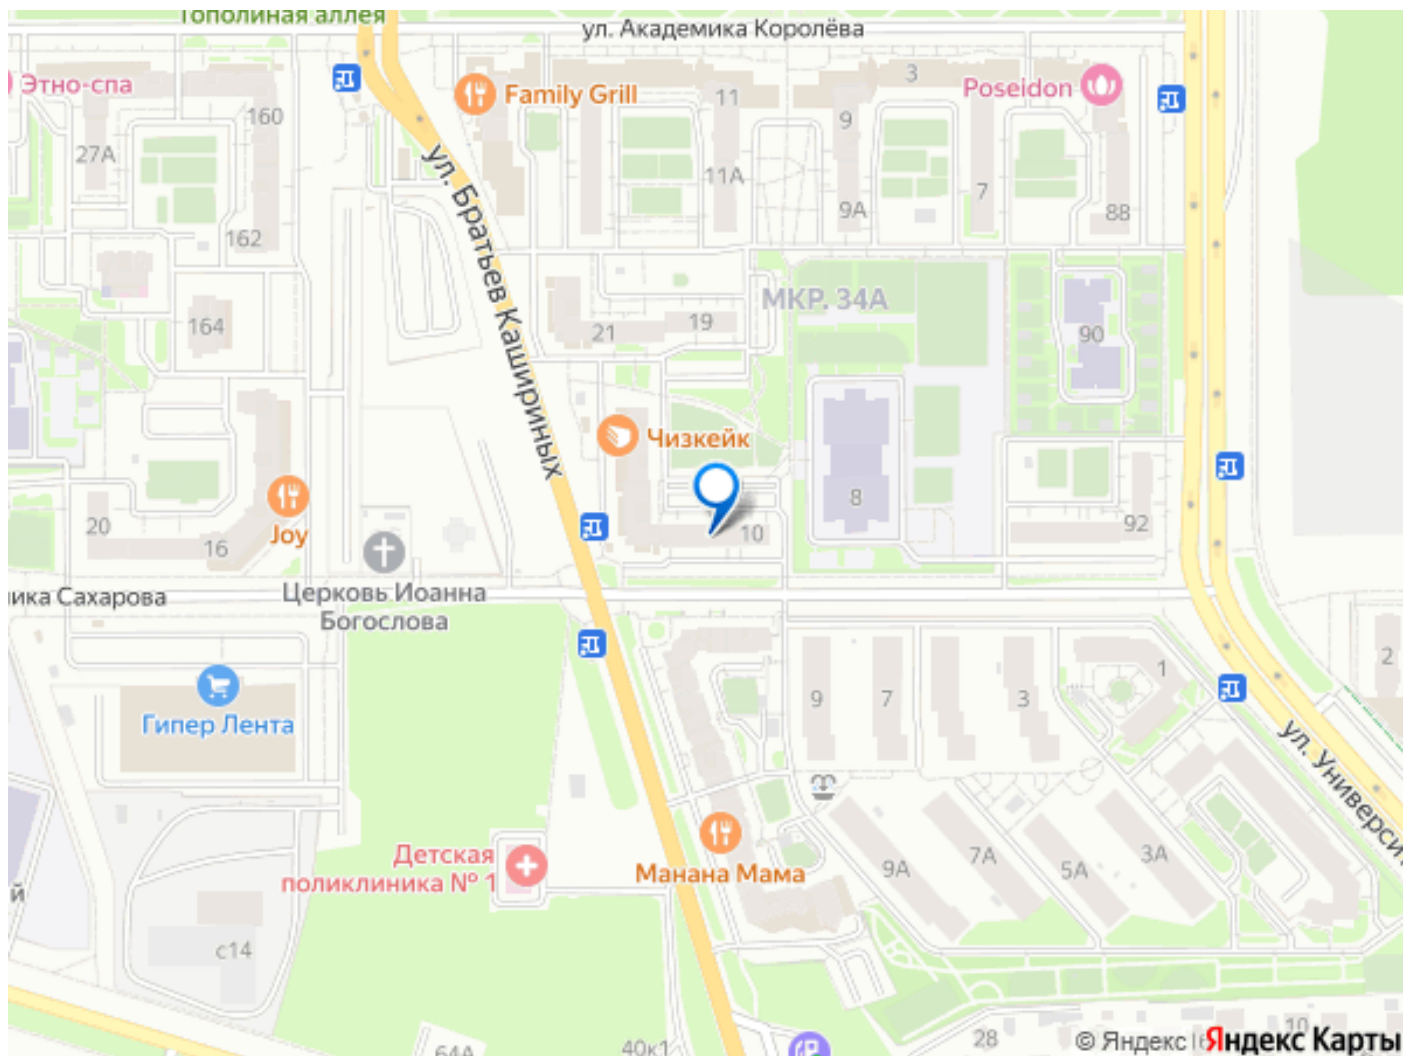 Тополиная аллея
ул. Академика Королёва
Этно-спа
160
27А
Family Grill
11
3
Poseidon
9
11А
7
9А
88
162
ул. Братьев Кашириных
МКР. 34А
164
21
19
90
Чизкейк
8
92
10
20
16
Joy
Церковь Иоанна
Богослова
ика Сахарова
Гипер Лента
9
7
3
1
2
ул. Универси
Детская
поликлиника № 1
Манана Мама
9А
7А
5А
3А
й
с14
64А
40к1
28
10
© Яндекс
Яндекс Карты